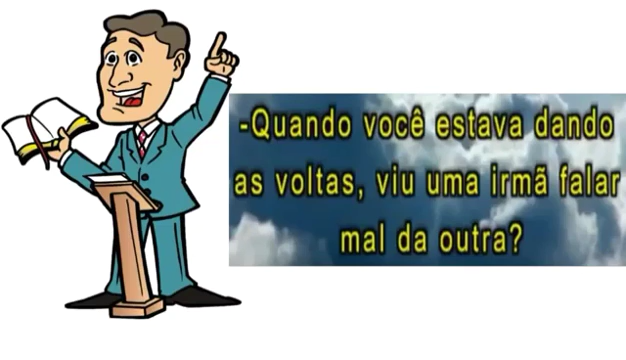 -Quando você estava dando
as voltas, viu uma irmã falar
mal da outra?